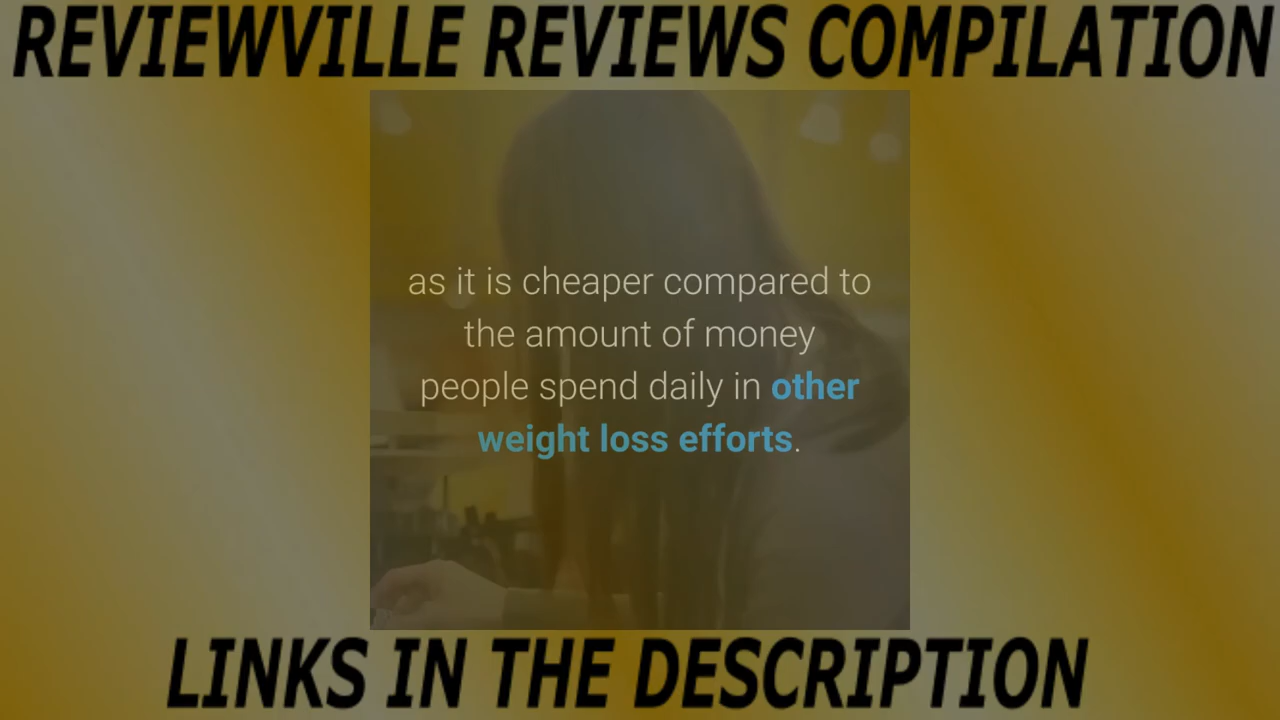 REVIEWVILLE REVIEWS COMPILATION
as it is cheaper compared to
the amount of money
people spend daily in other
weight loss efforts.
LINKS IN THE DESCRIPTION